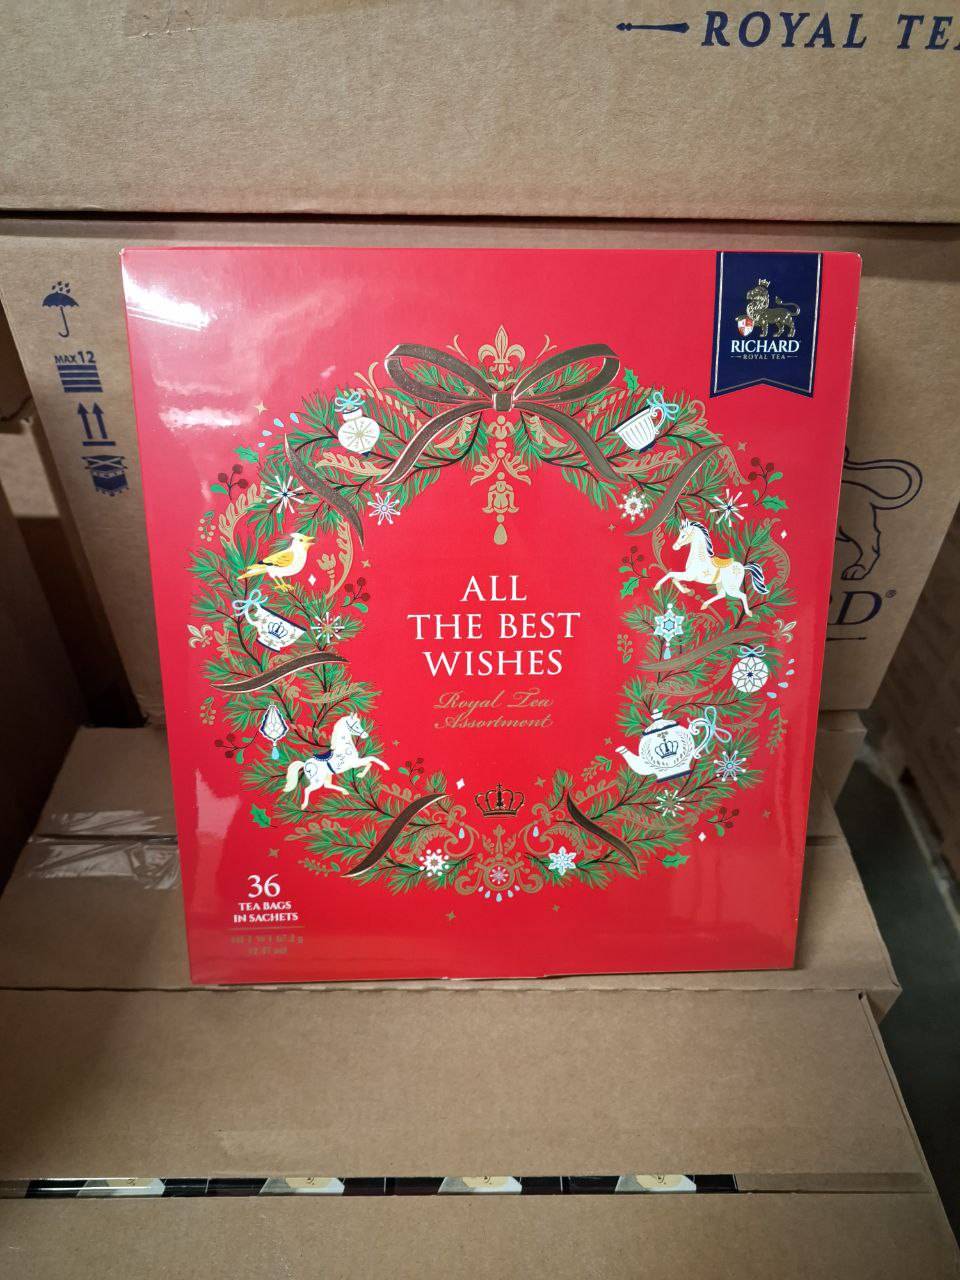 ROYAL TE
MAX 12
RICHARD
ROYAL TEA
ALL
THE BEST
WISHES
Royal Tea
Assortment
36
TEA BAGS
IN SACHETS
D®